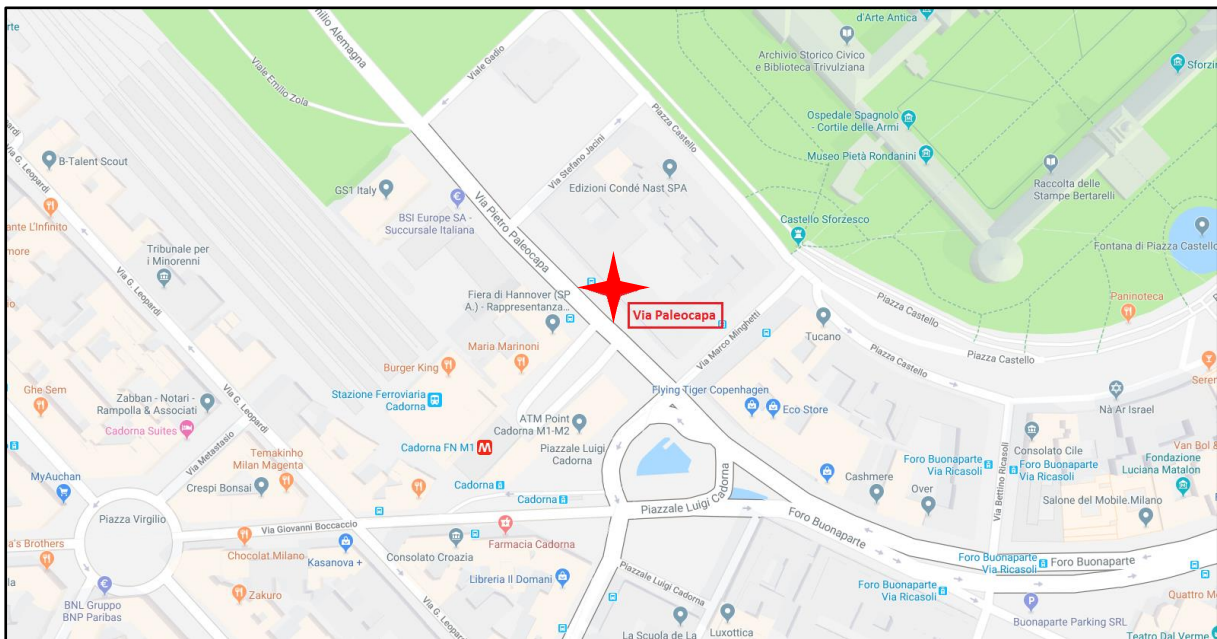 d'Arte Antica
Archivio Storico Civico
e Biblioteca Trivulziana
Sforzin
Emilio Alemagna
Viale Gadio
Viale Emilio Zola
Piazza Castello
Ospedale Spagnolo
- Cortile delle Armi
Museo Pietà Rondanini
Via G. Leopardi
B-Talent Scout
Via Stefano Jacini
GS1 Italy
Edizioni Condé Nast SPA
Raccolta delle
Stampe Bertarelli
BSI Europe SA -
Succursale Italiana
Via Pietro Paleocapa
Castello Sforzesco
Fontana di Piazza Castello
ante L'Infinito
more
Tribunale per
i Minorenni
Via G. Leopardi
Fiera di Hannover (SP
A.) - Rappresentanza...
Via Paleocapa
Piazza Castello
Paninoteca
Via Marco Minghetti
Tucano
Piazza Castello
Piazza Castello
Maria Marinoni
Burger King
Ghe Sem
Zabban - Notari -
Rampolla & Associati
Stazione Ferroviaria
Cadorna
Flying Tiger Copenhagen
Eco Store
Nà Ar Israel
Seren
Via G. Leopardi
Cadorna Suites
Via Metastasio
ATM Point
Cadorna M1-M2
Cadorna FN M1
M
Piazzale Luigi
Cadorna
Consolato Cile
Van Bol &
Fondazione
Luciana Matalon
Foro Buonaparte
Via Ricasoli
Foro Buonaparte
Via Ricasoli
Temakinho
Milan Magenta
MyAuchan
Crespi Bonsai
Cadorna
Cadorna
Piazzale Luigi Cadorna
Cashmere
Over
Via Bettino Ricasoli
Salone del Mobile.Milano
Piazza Virgilio
Via Giovanni Boccaccio
Piazzale Luigi Cadorna
Foro Buonaparte
Farmacia Cadorna
a's Brothers
Chocolat.Milano
Kasanova +
Consolato Croazia
Foro Buonaparte
Via Ricasoli
Foro Buonaparte
Libreria Il Domani
Piazzale Luigi Cadorna
Foro Buonaparte
Via Ricasoli
la
BNL Gruppo
BNP Paribas
Zakuro
Via G. Leopardi
Quattro Mo
P
Buonaparte Parking SRL
La Scuola de La
Luxottica
Teatro Dal Verme